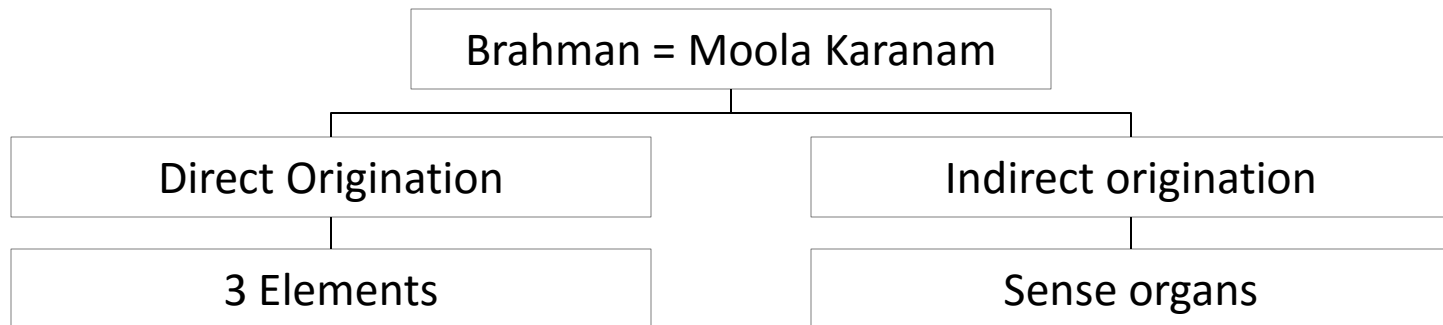 Brahman = Moola Karanam
Direct Origination
Indirect origination
3 Elements
Sense organs